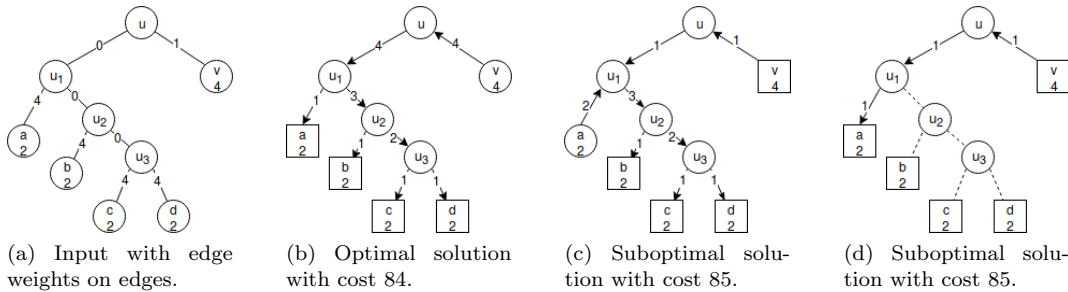 u
0
1
u1
v
4
4
0
u2
a
2
4
0
u3
b
2
4
4
c
2
d
2
(a) Input with edge
weights on edges.
u
4
4
u1
v
4
1
3
u2
a
2
1
2
u3
b
2
1
1
c
2
d
2
(b) Optimal solution
with cost 84.
u
1
1
u1
v
4
2
3
u2
a
2
1
2
u3
b
2
1
1
c
2
d
2
(c) Suboptimal solu-
tion with cost 85.
u
1
1
u1
v
4
1
u2
a
2
u3
b
2
c
2
d
2
(d) Suboptimal solu-
tion with cost 85.